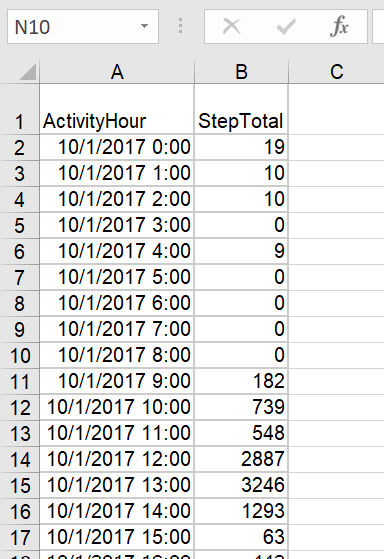 N10 fx
A B C
1 ActivityHour StepTotal
2 10/1/2017 0:00 19
3 10/1/2017 1:00 10
4 10/1/2017 2:00 10
5 10/1/2017 3:00 0
6 10/1/2017 4:00 9
7 10/1/2017 5:00 0
8 10/1/2017 6:00 0
9 10/1/2017 7:00 0
10 10/1/2017 8:00 0
11 10/1/2017 9:00 182
12 10/1/2017 10:00 739
13 10/1/2017 11:00 548
14 10/1/2017 12:00 2887
15 10/1/2017 13:00 3246
16 10/1/2017 14:00 1293
17 10/1/2017 15:00 63